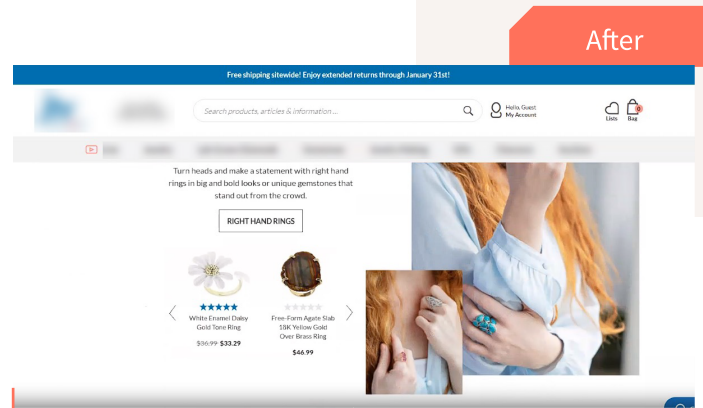 After
Free shipping sitewide! Enjoy extended returns through January 31st!
Search products, articles & information ...
Hello, Guest
My Account
Lists
Bag
0
Turn heads and make a statement with right hand
rings in big and bold looks or unique gemstones that
stand out from the crowd.
RIGHT HAND RINGS
White Enamel Daisy
Gold Tone Ring
$36.99 $33.29
Free-Form Agate Slab
18K Yellow Gold
Over Brass Ring
$46.99